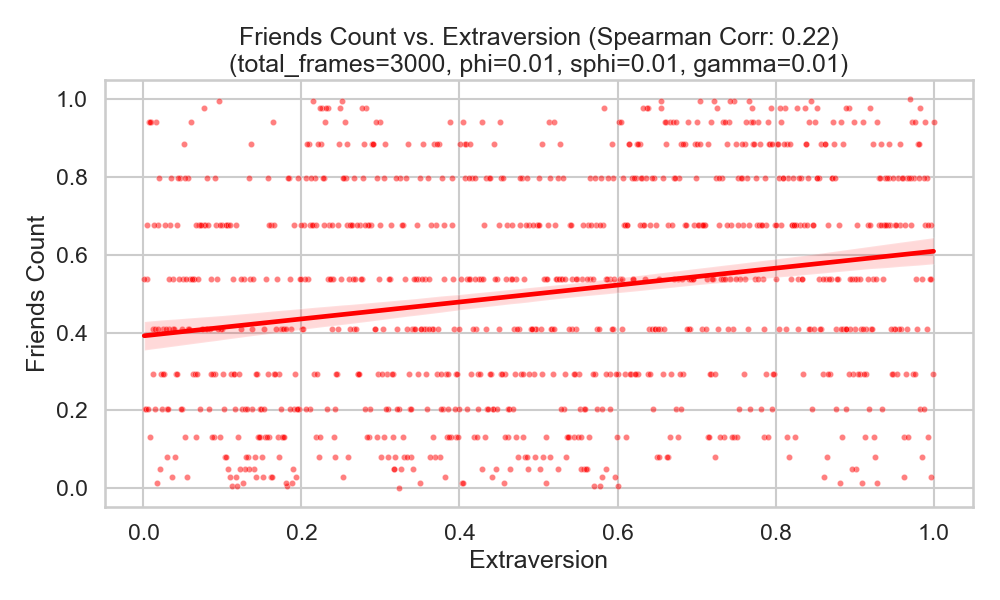 Friends Count vs. Extraversion (Spearman Corr: 0.22)
(total_frames=3000, phi=0.01, sphi=0.01, gamma=0.01)
1.0
0.8
0.6
0.4
0.2
0.0
Friends Count
0.0 0.2 0.4 0.6 0.8 1.0
Extraversion